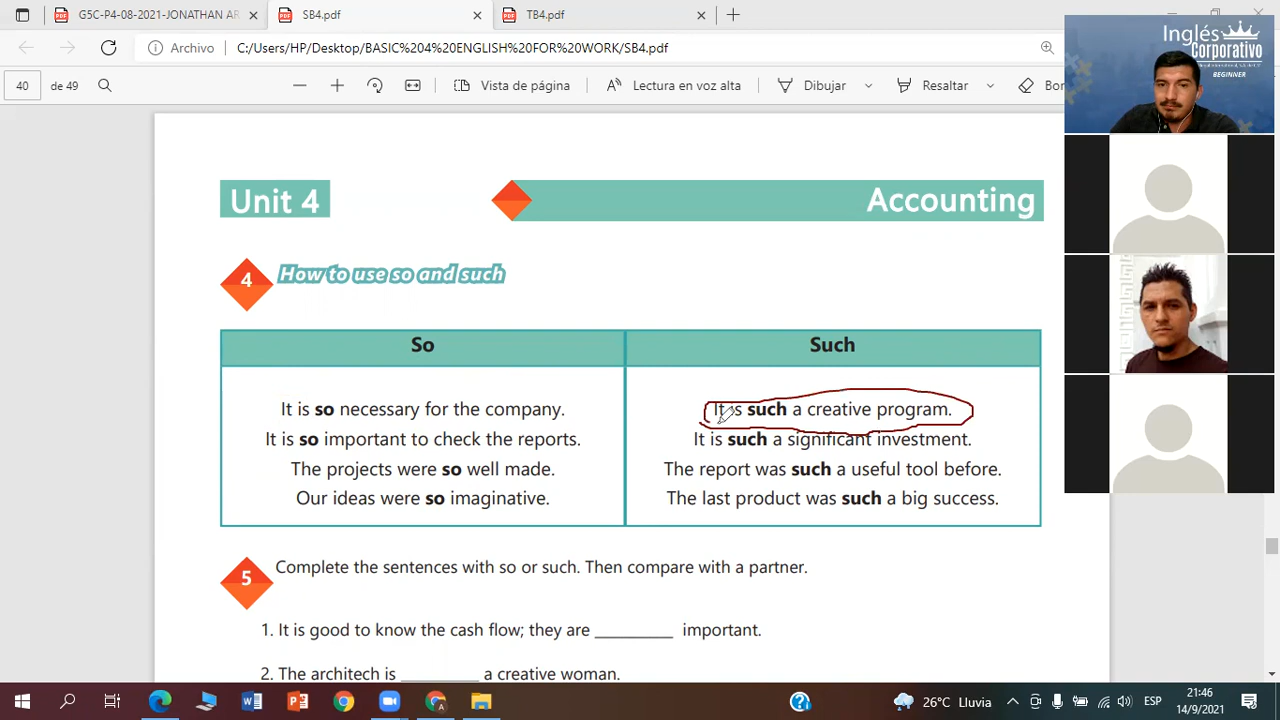 G5C-P4-08-2021-JONATHAN AR
SB4.pdf
TB4.pdf
Archivo
C:/Users/HP/Desktop/BASIC%204%20ENGLISH%20FOR%20WORK/SB4.pdf
40
de 49
Vista de página
Lectura en voz alta
Dibujar
Resaltar
Bor
Inglés
Corporativo
BEGINNER
Unit 4
Accounting
4
How to use so and such
So
Such
It is so necessary for the company.
It is such a creative program.
It is so important to check the reports.
It is such a significant investment.
The projects were so well made.
The report was such a useful tool before.
Our ideas were so imaginative.
The last product was such a big success.
5
Complete the sentences with so or such. Then compare with a partner.
1. It is good to know the cash flow; they are ________ important.
2. The architech is ________ a creative woman.
26°C Lluvia
ESP
21:46
14/9/2021